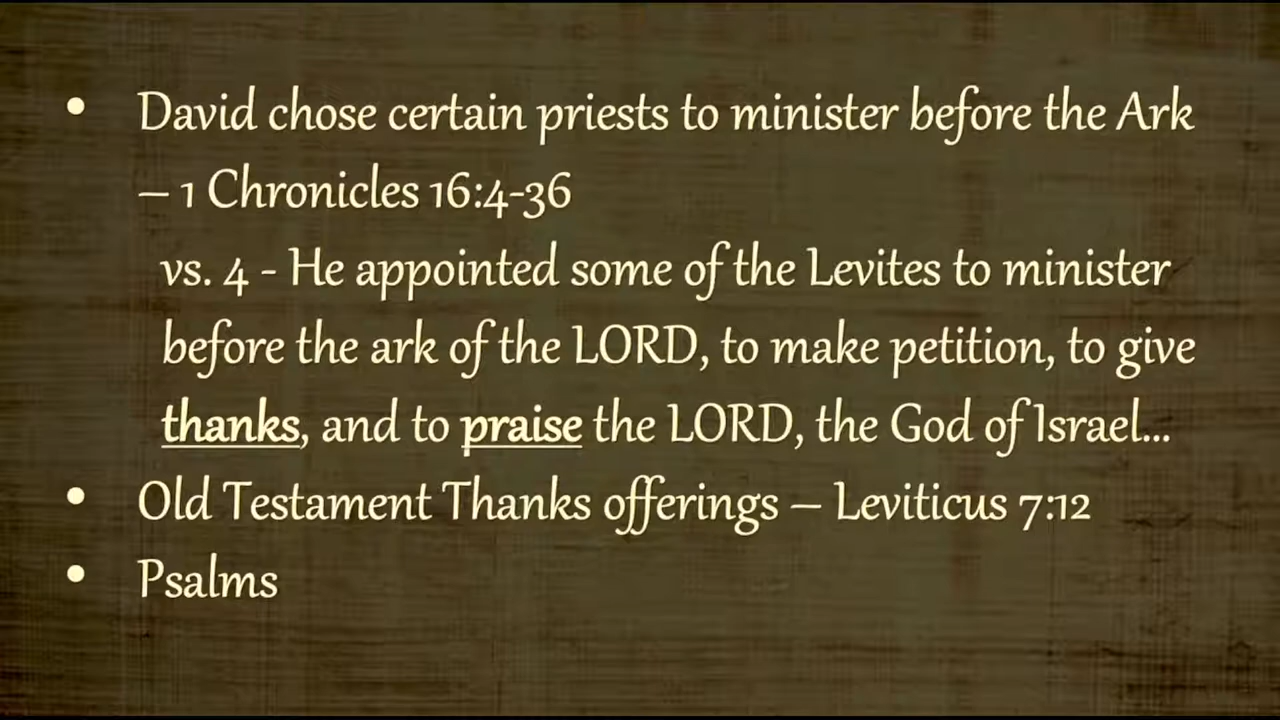 • David chose certain priests to minister before the Ark
– 1 Chronicles 16:4-36
vs. 4 - He appointed some of the Levites to minister
before the ark of the LORD, to make petition, to give
thanks, and to praise the LORD, the God of Israel...
• Old Testament Thanks offerings – Leviticus 7:12
• Psalms